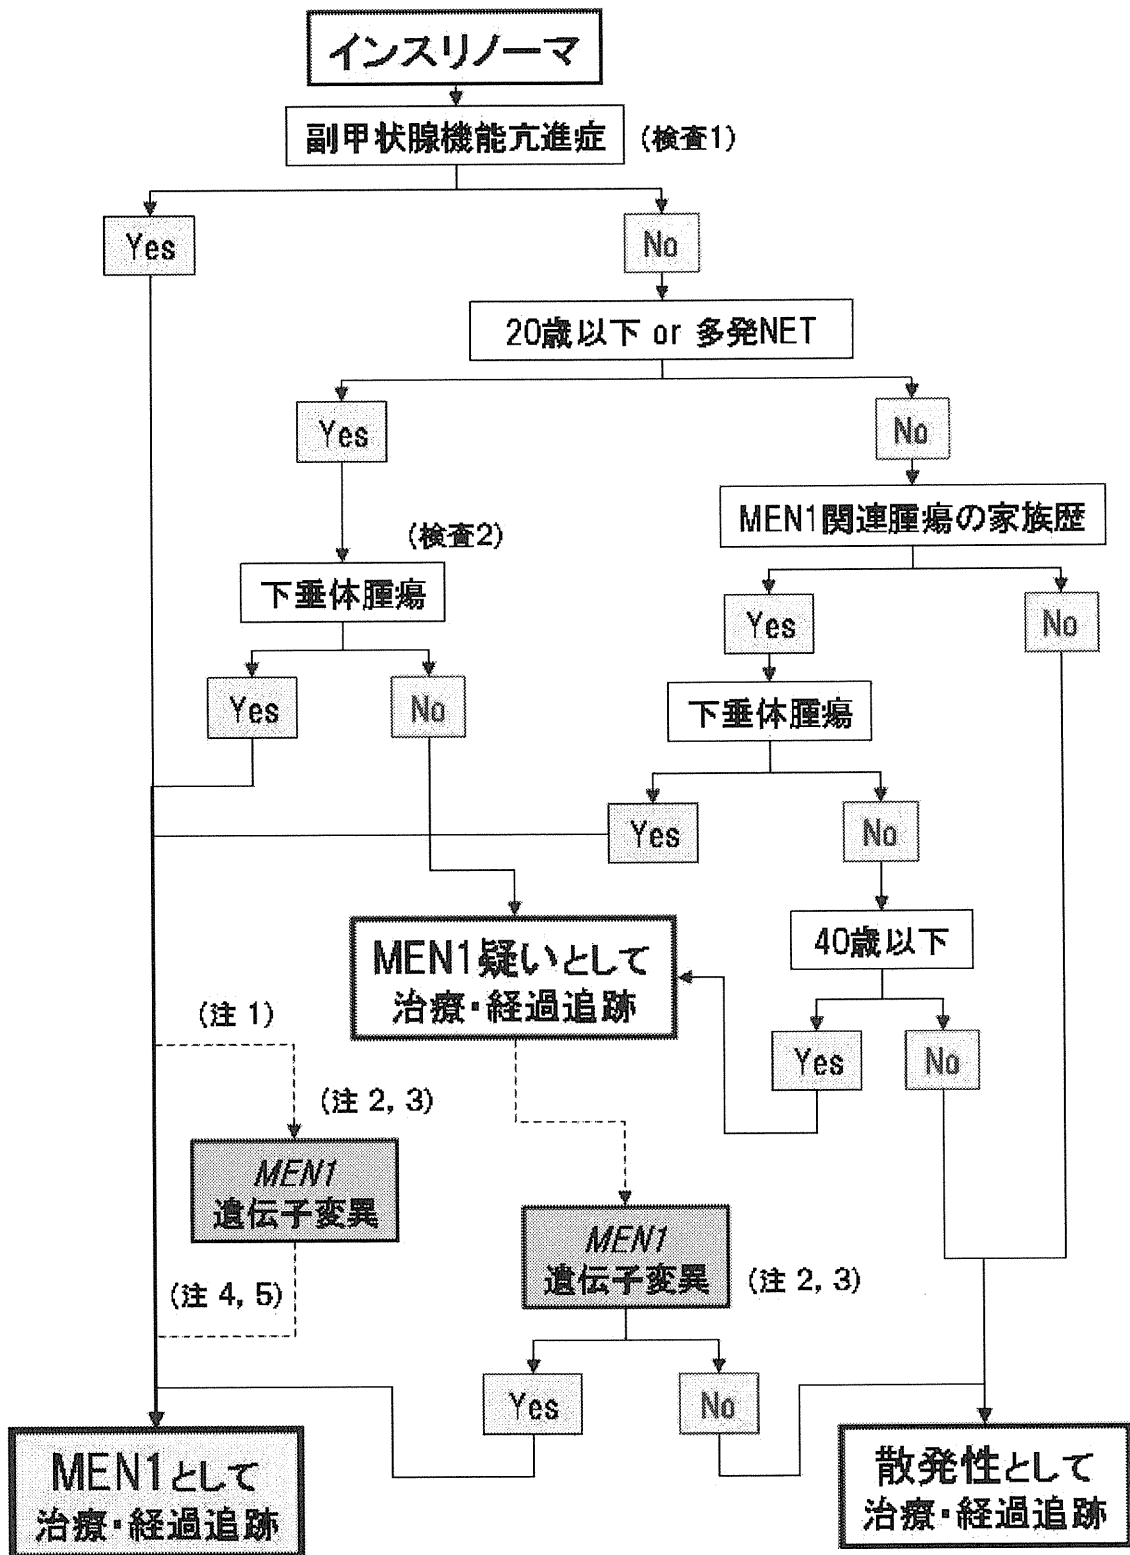 インスリノーマ
副甲状腺機能亢進症 (検査1)
Yes
No
20歳以下 or 多発NET
Yes
No
MEN1関連腫瘍の家族歴
(検査2)
下垂体腫瘍
Yes
No
Yes
No
下垂体腫瘍
Yes
No
40歳以下
Yes
No
MEN1疑いとして
治療・経過追跡
(注 1)
(注 2, 3)
MEN1
遺伝子変異
(注 4, 5)
MEN1
遺伝子変異
(注 2, 3)
Yes
No
MEN1として
治療・経過追跡
散発性として
治療・経過追跡